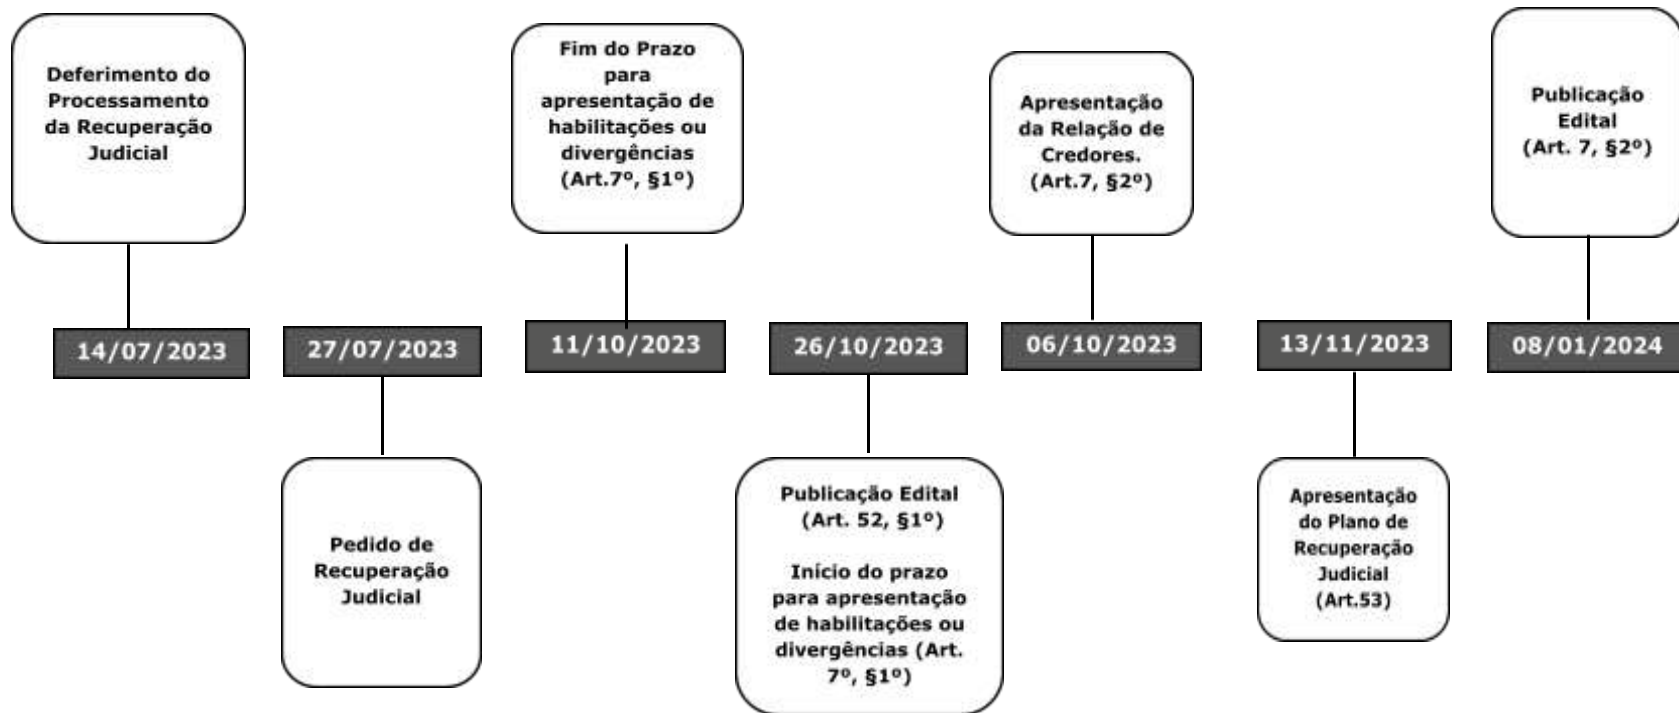 Deferimento do
Processamento
da Recuperação
Judicial
Fim do Prazo
para
apresentação de
habilitações ou
divergências
(Art.7º, §1º)
Apresentação
da Relação de
Credores.
(Art.7, §2º)
Publicação
Edital
(Art. 7, §2º)
14/07/2023
27/07/2023
11/10/2023
26/10/2023
06/10/2023
13/11/2023
08/01/2024
Pedido de
Recuperação
Judicial
Publicação Edital
(Art. 52, §1º)
Início do prazo
para apresentação
de habilitações ou
divergências (Art.
7º, §1º)
Apresentação
do Plano de
Recuperação
Judicial
(Art.53)